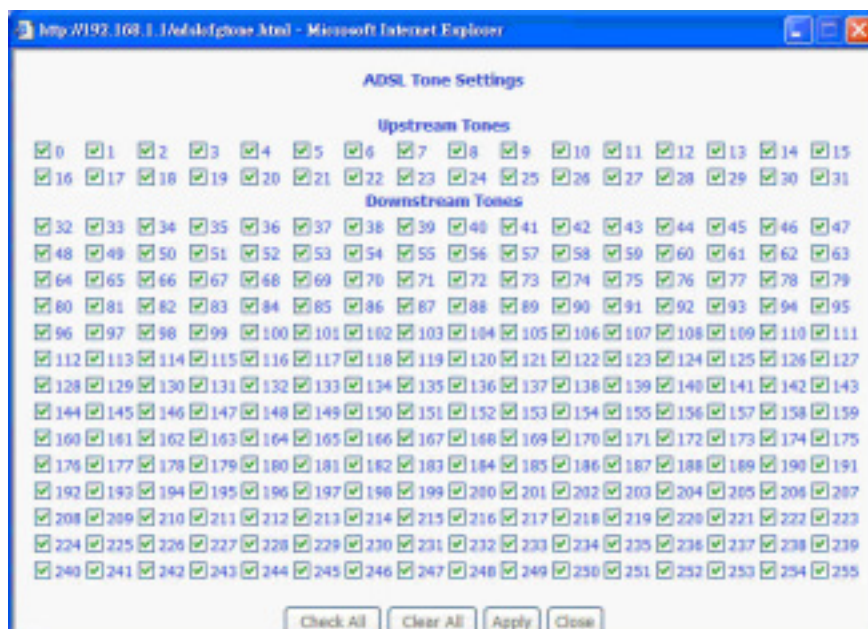 http://192.168.1.1/adslcfgtone.html - Microsoft Internet Explorer
ADSL Tone Settings
Upstream Tones
0 1 2 3 4 5 6 7 8 9 10 11 12 13 14 15
16 17 18 19 20 21 22 23 24 25 26 27 28 29 30 31
Downstream Tones
32 33 34 35 36 37 38 39 40 41 42 43 44 45 46 47
48 49 50 51 52 53 54 55 56 57 58 59 60 61 62 63
64 65 66 67 68 69 70 71 72 73 74 75 76 77 78 79
80 81 82 83 84 85 86 87 88 89 90 91 92 93 94 95
96 97 98 99 100 101 102 103 104 105 106 107 108 109 110 111
112 113 114 115 116 117 118 119 120 121 122 123 124 125 126 127
128 129 130 131 132 133 134 135 136 137 138 139 140 141 142 143
144 145 146 147 148 149 150 151 152 153 154 155 156 157 158 159
160 161 162 163 164 165 166 167 168 169 170 171 172 173 174 175
176 177 178 179 180 181 182 183 184 185 186 187 188 189 190 191
192 193 194 195 196 197 198 199 200 201 202 203 204 205 206 207
208 209 210 211 212 213 214 215 216 217 218 219 220 221 222 223
224 225 226 227 228 229 230 231 232 233 234 235 236 237 238 239
240 241 242 243 244 245 246 247 248 249 250 251 252 253 254 255
Check All Clear All Apply Close